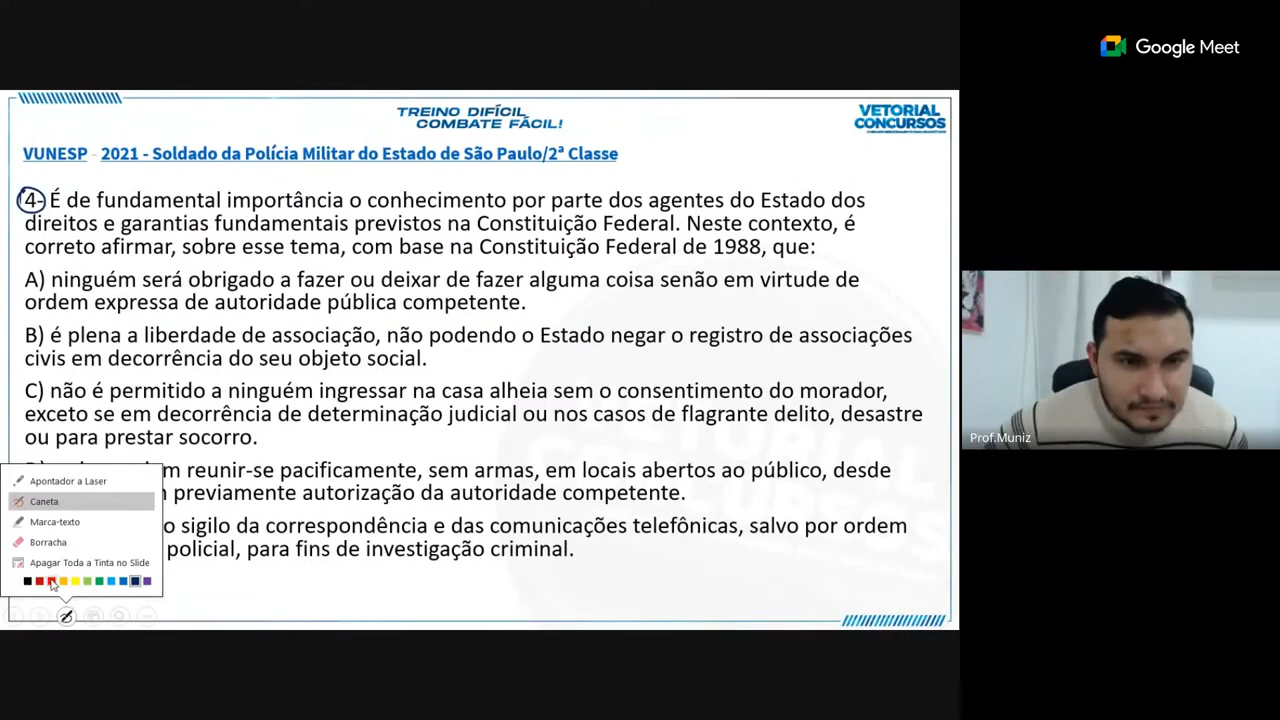 Google Meet
TREINO DIFÍCIL
COMBATE FÁCIL!
VETORIAL
CONCURSOS
VUNESP - 2021 - Soldado da Polícia Militar do Estado de São Paulo/2ª Classe
4- É de fundamental importância o conhecimento por parte dos agentes do Estado dos
direitos e garantias fundamentais previstos na Constituição Federal. Neste contexto, é
correto afirmar, sobre esse tema, com base na Constituição Federal de 1988, que:
A) ninguém será obrigado a fazer ou deixar de fazer alguma coisa senão em virtude de
ordem expressa de autoridade pública competente.
B) é plena a liberdade de associação, não podendo o Estado negar o registro de associações
civis em decorrência do seu objeto social.
C) não é permitido a ninguém ingressar na casa alheia sem o consentimento do morador,
exceto se em decorrência de determinação judicial ou nos casos de flagrante delito, desastre
ou para prestar socorro.
reunir-se pacificamente, sem armas, em locais abertos ao público, desde
previamente autorização da autoridade competente.
o sigilo da correspondência e das comunicações telefônicas, salvo por ordem
policial, para fins de investigação criminal.
Apontador a Laser
Caneta
Marca-texto
Borracha
Apagar Toda a Tinta no Slide
Prof.Muniz